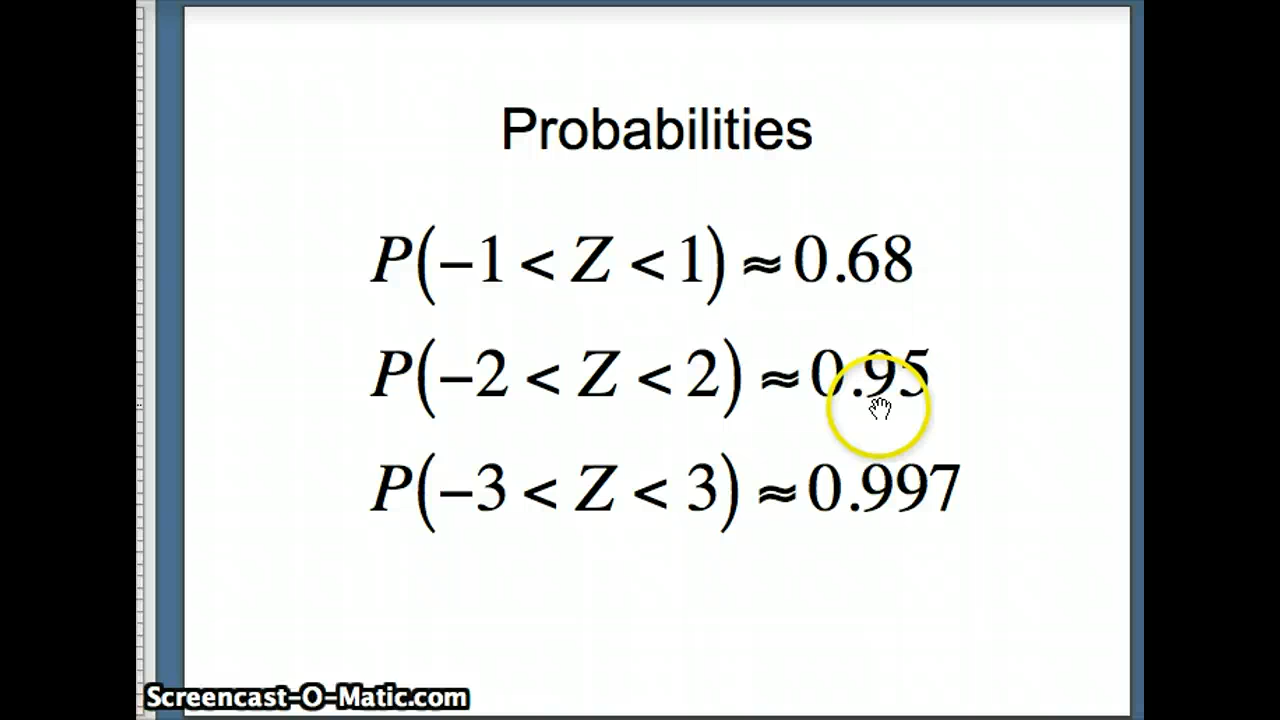 Probabilities
P(−1 < Z < 1) ≈ 0.68
P(−2 < Z < 2) ≈ 0.95
P(−3 < Z < 3) ≈ 0.997
Screencast-O-Matic.com